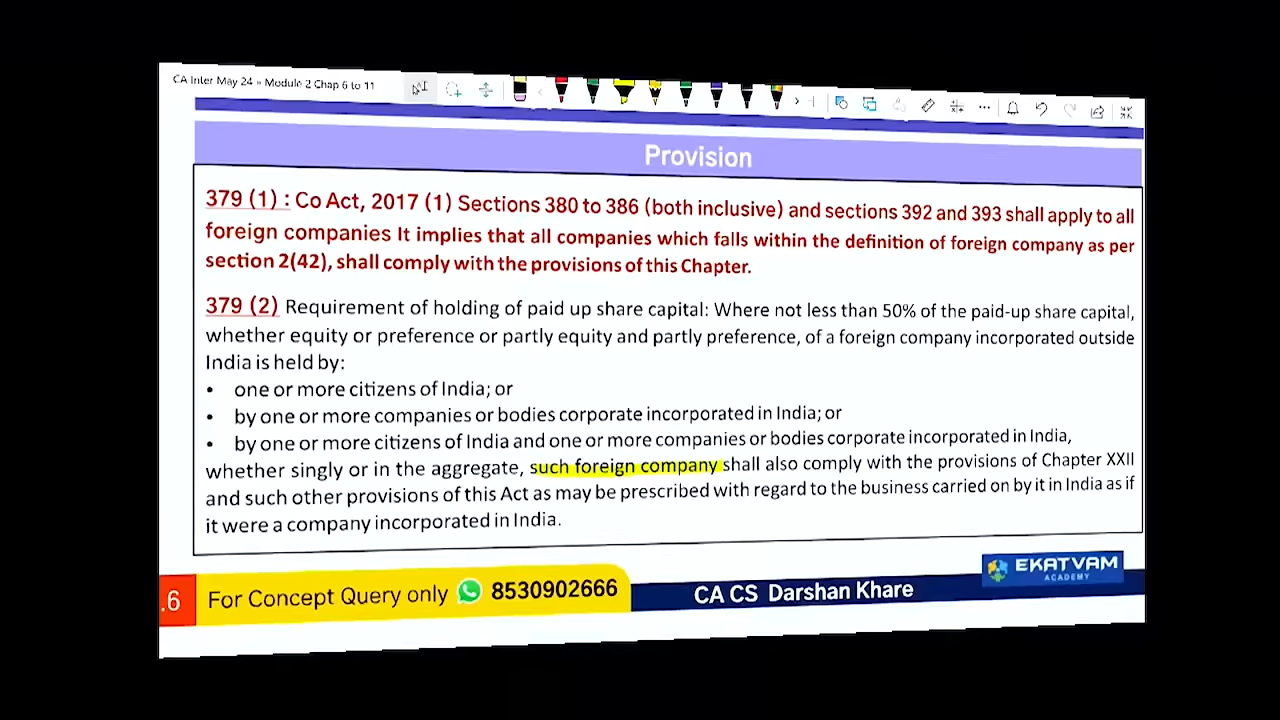 CA Inter May 24 » Module 2 Chap 6 to 11
Provision
379 (1) : Co Act, 2017 (1) Sections 380 to 386 (both inclusive) and sections 392 and 393 shall apply to all
foreign companies It implies that all companies which falls within the definition of foreign company as per
section 2(42), shall comply with the provisions of this Chapter.
379 (2) Requirement of holding of paid up share capital: Where not less than 50% of the paid-up share capital,
whether equity or preference or partly equity and partly preference, of a foreign company incorporated outside
India is held by:
• one or more citizens of India; or
• by one or more companies or bodies corporate incorporated in India; or
• by one or more citizens of India and one or more companies or bodies corporate incorporated in India,
whether singly or in the aggregate, such foreign company shall also comply with the provisions of Chapter XXII
and such other provisions of this Act as may be prescribed with regard to the business carried on by it in India as if
it were a company incorporated in India.
.6 For Concept Query only 8530902666 CA CS Darshan Khare
EKATVAM
ACADEMY